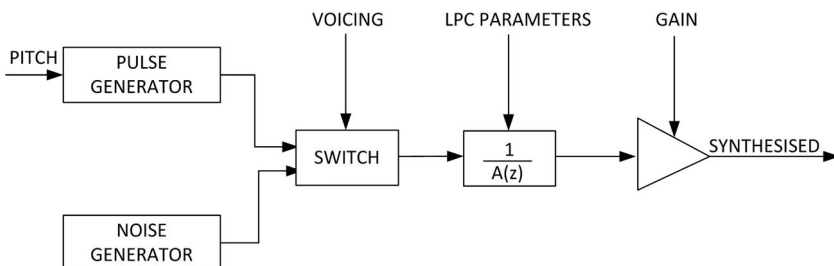 VOICING
LPC PARAMETERS
GAIN
PITCH
PULSE
GENERATOR
SWITCH
1
A(z)
SYNTHESISED
NOISE
GENERATOR